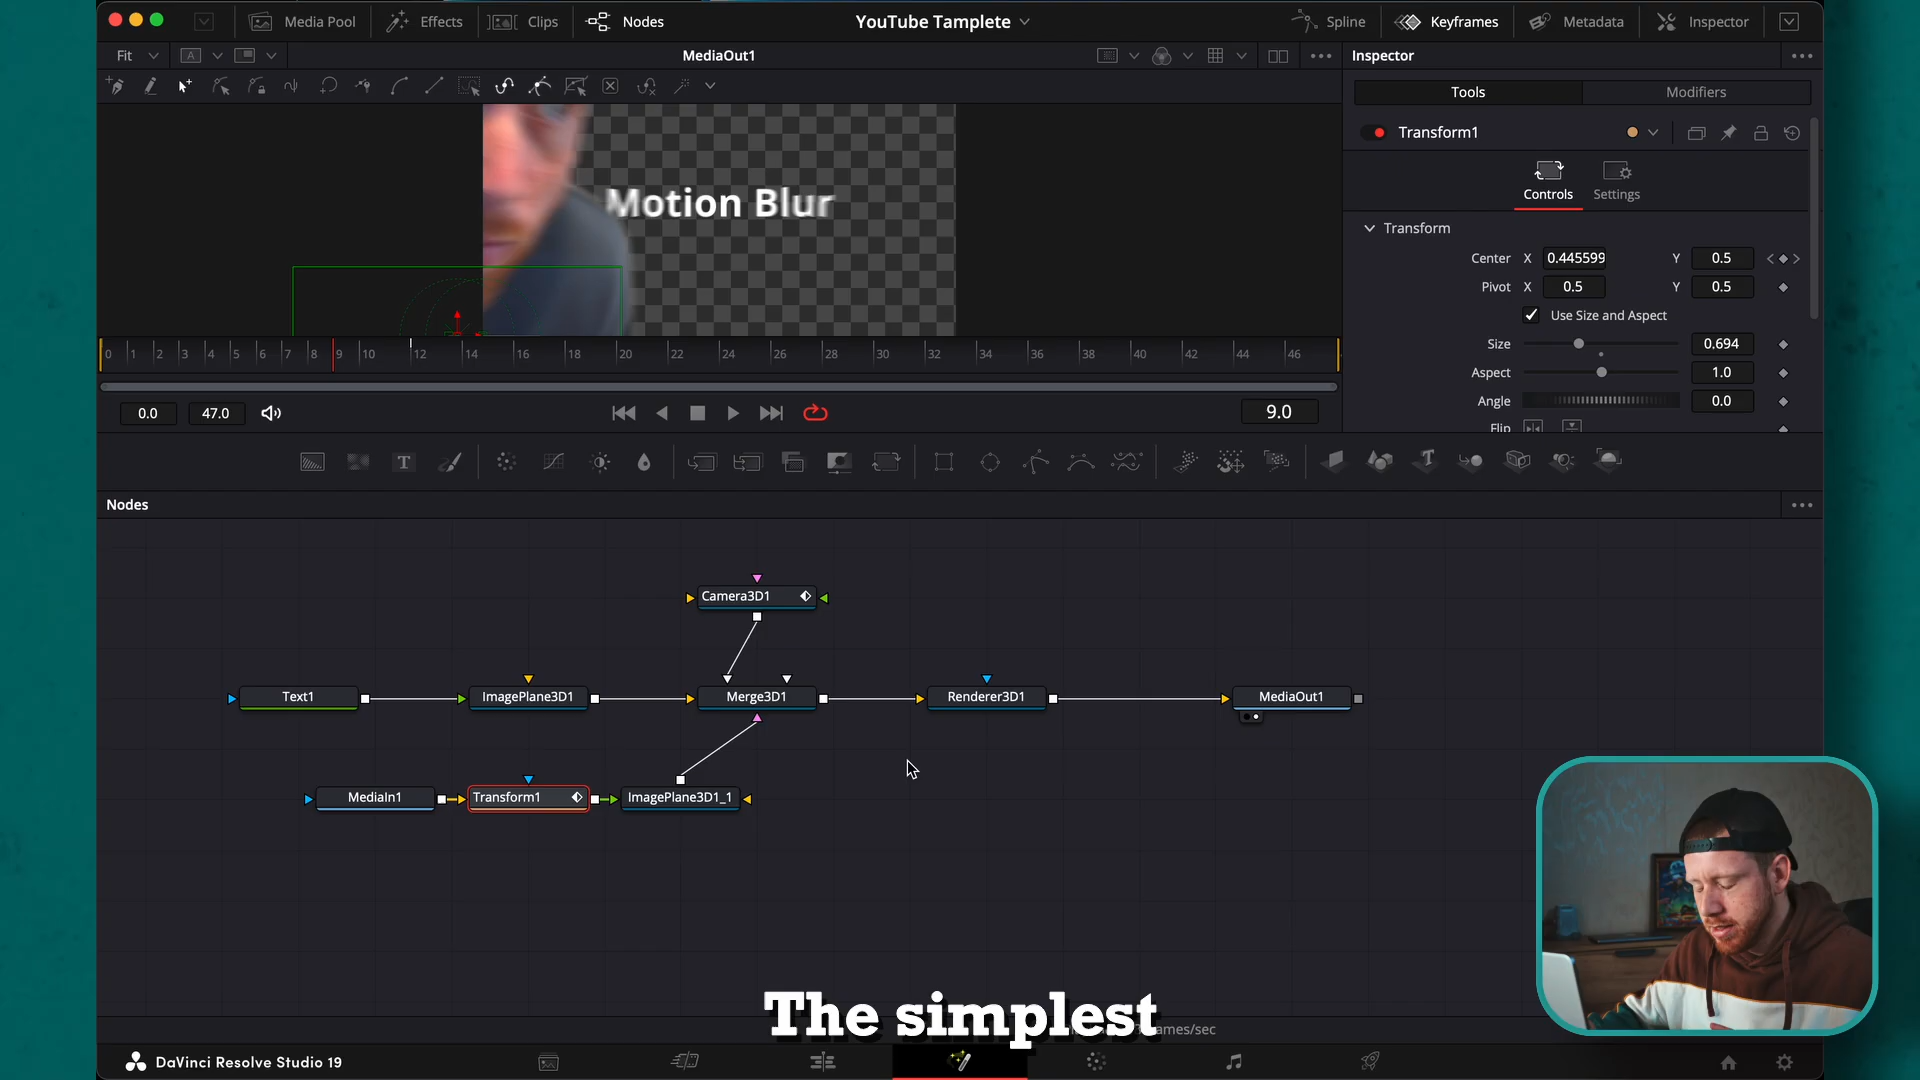 Media Pool
Effects
Clips
Nodes
YouTube Tamplete
Spline
Keyframes
Metadata
Inspector
Fit
A
MediaOut1
Inspector
Tools
Modifiers
Transform1
Controls
Settings
Motion Blur
Transform
Center X 0.445599 Y 0.5
Pivot X 0.5 Y 0.5
Use Size and Aspect
Size 0.694
Aspect 1.0
Angle 0.0
Flip
0 1 2 3 4 5 6 7 8 9 10 12 14 16 18 20 22 24 26 28 30 32 34 36 38 40 42 44 46
0.0
47.0
9.0
T
T
Nodes
Camera3D1
Text1
ImagePlane3D1
Merge3D1
Renderer3D1
MediaOut1
MediaIn1
Transform1
ImagePlane3D1_1
The simplest
DaVinci Resolve Studio 19